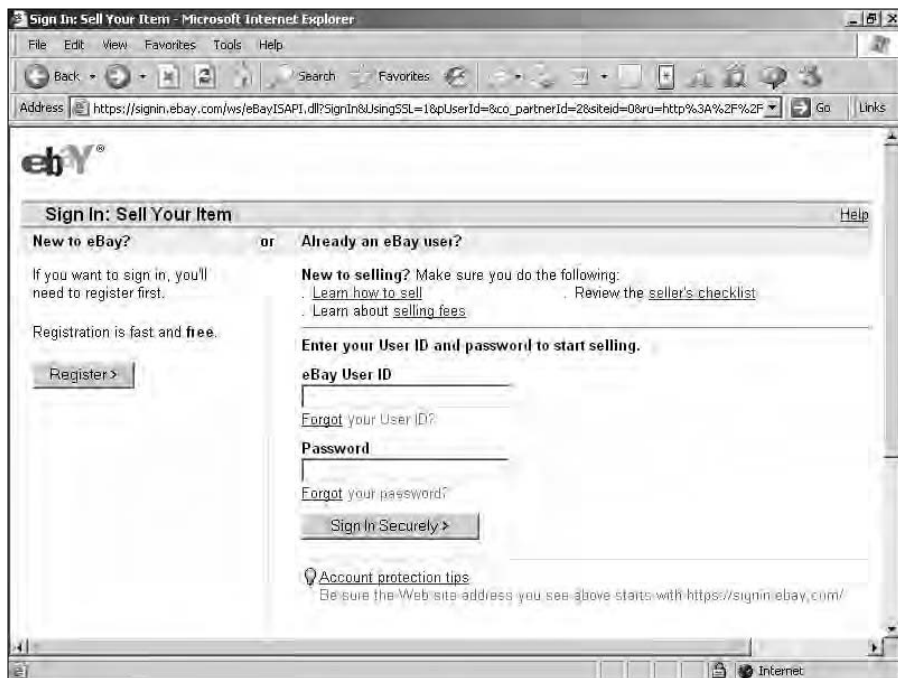 Sign In: Sell Your Item - Microsoft Internet Explorer
File Edit View Favorites Tools Help
Back Search Favorites
Address https://signin.ebay.com/ws/eBayISAPI.dll?SignIn&UsingSSL=1&pUserId=&co_partnerId=2&siteid=0&ru=http%3A%2F%2F Go Links
ebaY®
Sign In: Sell Your Item Help
New to eBay? or Already an eBay user?
If you want to sign in, you'll
need to register first.
Registration is fast and free.
Register >
New to selling? Make sure you do the following:
. Learn how to sell . Review the seller's checklist
. Learn about selling fees
Enter your User ID and password to start selling.
eBay User ID
Forgot your User ID?
Password
Forgot your password?
Sign In Securely >
Account protection tips
Be sure the Web site address you see above starts with https://signin.ebay.com/
Internet